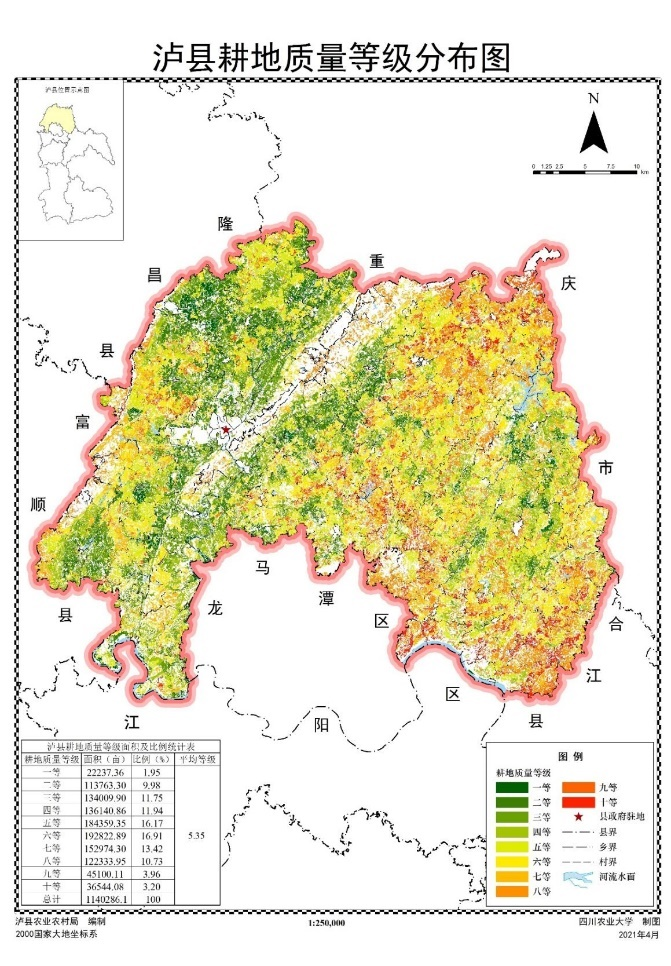 泸县耕地质量等级分布图
泸县位置示意图
N
0 1.25 2.5 5 7.5 10
km
隆
昌
县
重
庆
市
富
顺
县
马
龙
潭
区
合
江
县
江
阳
区
泸县耕地质量等级面积及比例统计表
耕地质量等级 面积（亩） 比例（%） 平均等级
一等 22237.36 1.95
二等 113763.30 9.98
三等 134009.90 11.75
四等 136140.86 11.94
五等 184359.35 16.17
5.35
六等 192822.89 16.91
七等 152974.30 13.42
八等 122333.95 10.73
九等 45100.11 3.96
十等 36544.08 3.20
总计 1140286.1 100
图 例
耕地质量等级
一等
二等
三等
四等
五等
六等
七等
八等
九等
十等
县政府驻地
县界
乡界
村界
河流水面
泸县农业农村局 编制
2000国家大地坐标系
1:250,000
四川农业大学 制图
2021年4月